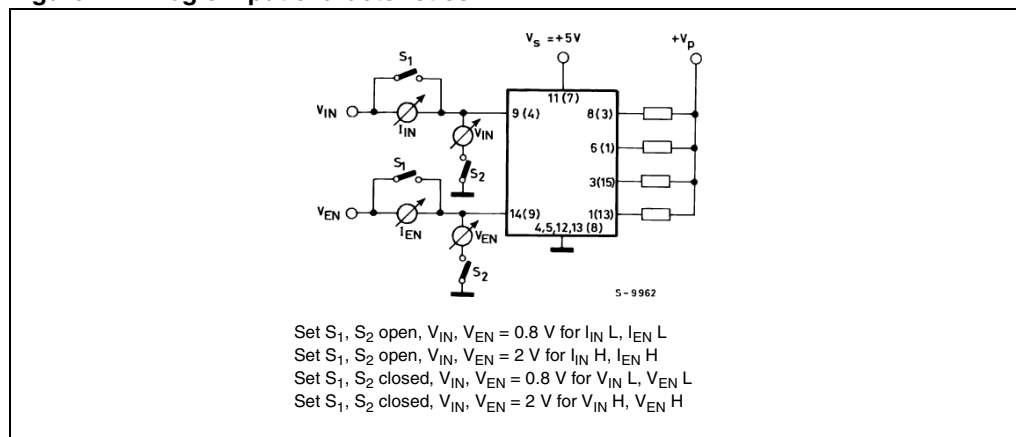 V_S = +5V
+V_p
S_1
11 (7)
V_IN
I_IN
9 (4)
8 (3)
V_IN
6 (1)
S_2
S_1
3 (15)
V_EN
I_EN
14 (9)
1 (13)
V_EN
4,5,12,13 (8)
S_2
S-9962
Set S_1, S_2 open, V_IN, V_EN = 0.8 V for I_IN L, I_EN L
Set S_1, S_2 open, V_IN, V_EN = 2 V for I_IN H, I_EN H
Set S_1, S_2 closed, V_IN, V_EN = 0.8 V for V_IN L, V_EN L
Set S_1, S_2 closed, V_IN, V_EN = 2 V for V_IN H, V_EN H